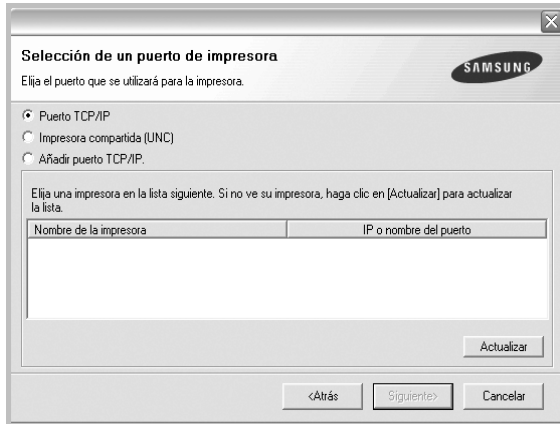 Selección de un puerto de impresora
Elija el puerto que se utilizará para la impresora.
SAMSUNG
Puerto TCP/IP
Impresora compartida (UNC)
Añadir puerto TCP/IP.
Elija una impresora en la lista siguiente. Si no ve su impresora, haga clic en [Actualizar] para actualizar
la lista.
Nombre de la impresora IP o nombre del puerto
Actualizar
<Atrás Siguiente> Cancelar